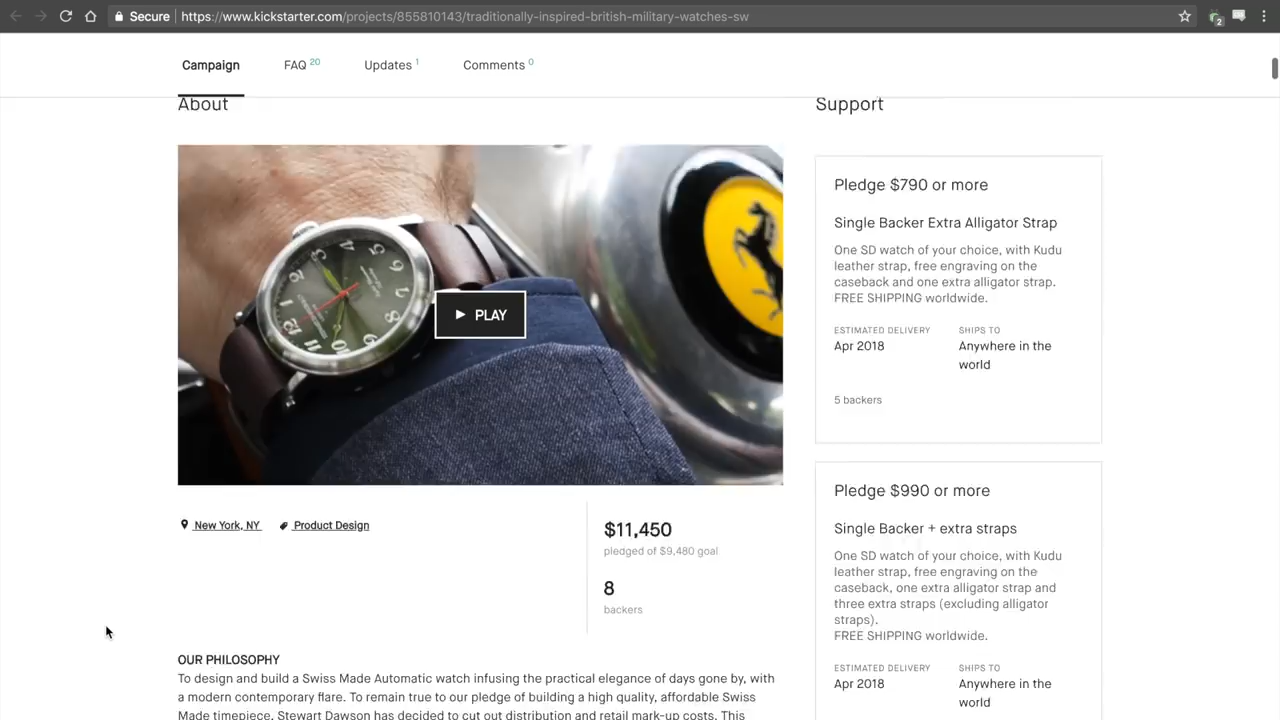 Secure
https://www.kickstarter.com/projects/855810143/traditionally-inspired-british-military-watches-sw
2
Campaign
FAQ 20
Updates 1
Comments 0
About
Support
PLAY
New York, NY
Product Design
$11,450
pledged of $9,480 goal
8
backers
OUR PHILOSOPHY
To design and build a Swiss Made Automatic watch infusing the practical elegance of days gone by, with
a modern contemporary flare. To remain true to our pledge of building a high quality, affordable Swiss
Made timepiece, Stewart Dawson has decided to cut out distribution and retail mark-up costs. This
Pledge $790 or more
Single Backer Extra Alligator Strap
One SD watch of your choice, with Kudu
leather strap, free engraving on the
caseback and one extra alligator strap.
FREE SHIPPING worldwide.
ESTIMATED DELIVERY
Apr 2018
SHIPS TO
Anywhere in the
world
5 backers
Pledge $990 or more
Single Backer + extra straps
One SD watch of your choice, with Kudu
leather strap, free engraving on the
caseback, one extra alligator strap and
three extra straps (excluding alligator
straps).
FREE SHIPPING worldwide.
ESTIMATED DELIVERY
Apr 2018
SHIPS TO
Anywhere in the
world